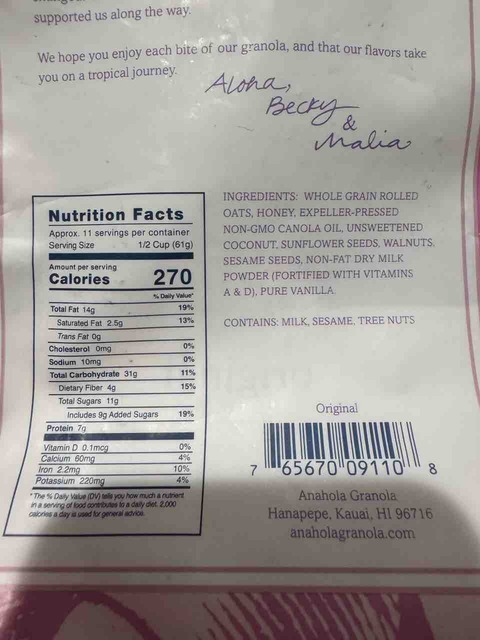 supported us along the way.
We hope you enjoy each bite of our granola, and that our flavors take
you on a tropical journey.
Aloha,
Becky
&
Malia
Nutrition Facts
Approx. 11 servings per container
Serving Size 1/2 Cup (61g)
Amount per serving
Calories 270
% Daily Value*
Total Fat 14g 19%
Saturated Fat 2.5g 13%
Trans Fat 0g
Cholesterol 0mg 0%
Sodium 10mg 0%
Total Carbohydrate 31g 11%
Dietary Fiber 4g 15%
Total Sugars 11g
Includes 9g Added Sugars 19%
Protein 7g
Vitamin D 0.1mcg 0%
Calcium 60mg 4%
Iron 2.2mg 10%
Potassium 220mg 4%
*The % Daily Value (DV) tells you how much a nutrient
in a serving of food contributes to a daily diet. 2,000
calories a day is used for general advice.
INGREDIENTS: WHOLE GRAIN ROLLED
OATS, HONEY, EXPELLER-PRESSED
NON-GMO CANOLA OIL, UNSWEETENED
COCONUT, SUNFLOWER SEEDS, WALNUTS,
SESAME SEEDS, NON-FAT DRY MILK
POWDER (FORTIFIED WITH VITAMINS
A & D), PURE VANILLA.
CONTAINS: MILK, SESAME, TREE NUTS
Original
7 65670 09110 8
Anahola Granola
Hanapepe, Kauai, HI 96716
anaholagranola.com